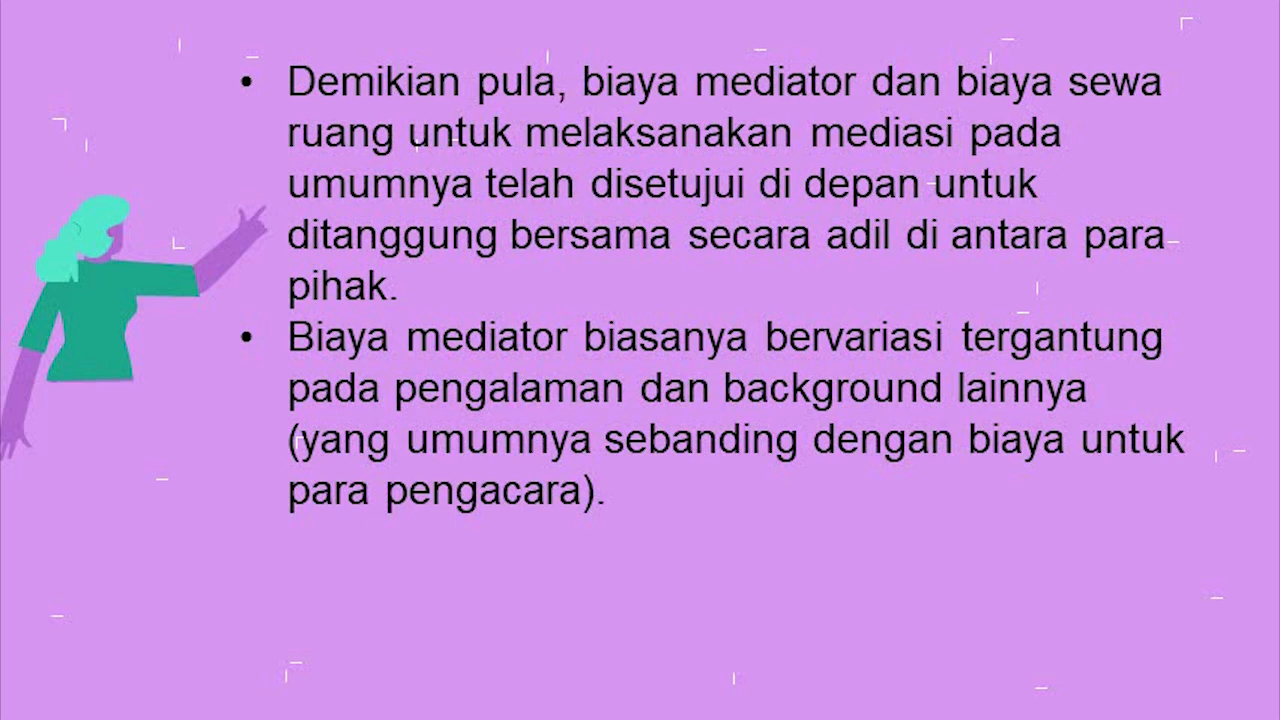 • Demikian pula, biaya mediator dan biaya sewa
ruang untuk melaksanakan mediasi pada
umumnya telah disetujui di depan untuk
ditanggung bersama secara adil di antara para
pihak.
• Biaya mediator biasanya bervariasi tergantung
pada pengalaman dan background lainnya
(yang umumnya sebanding dengan biaya untuk
para pengacara).